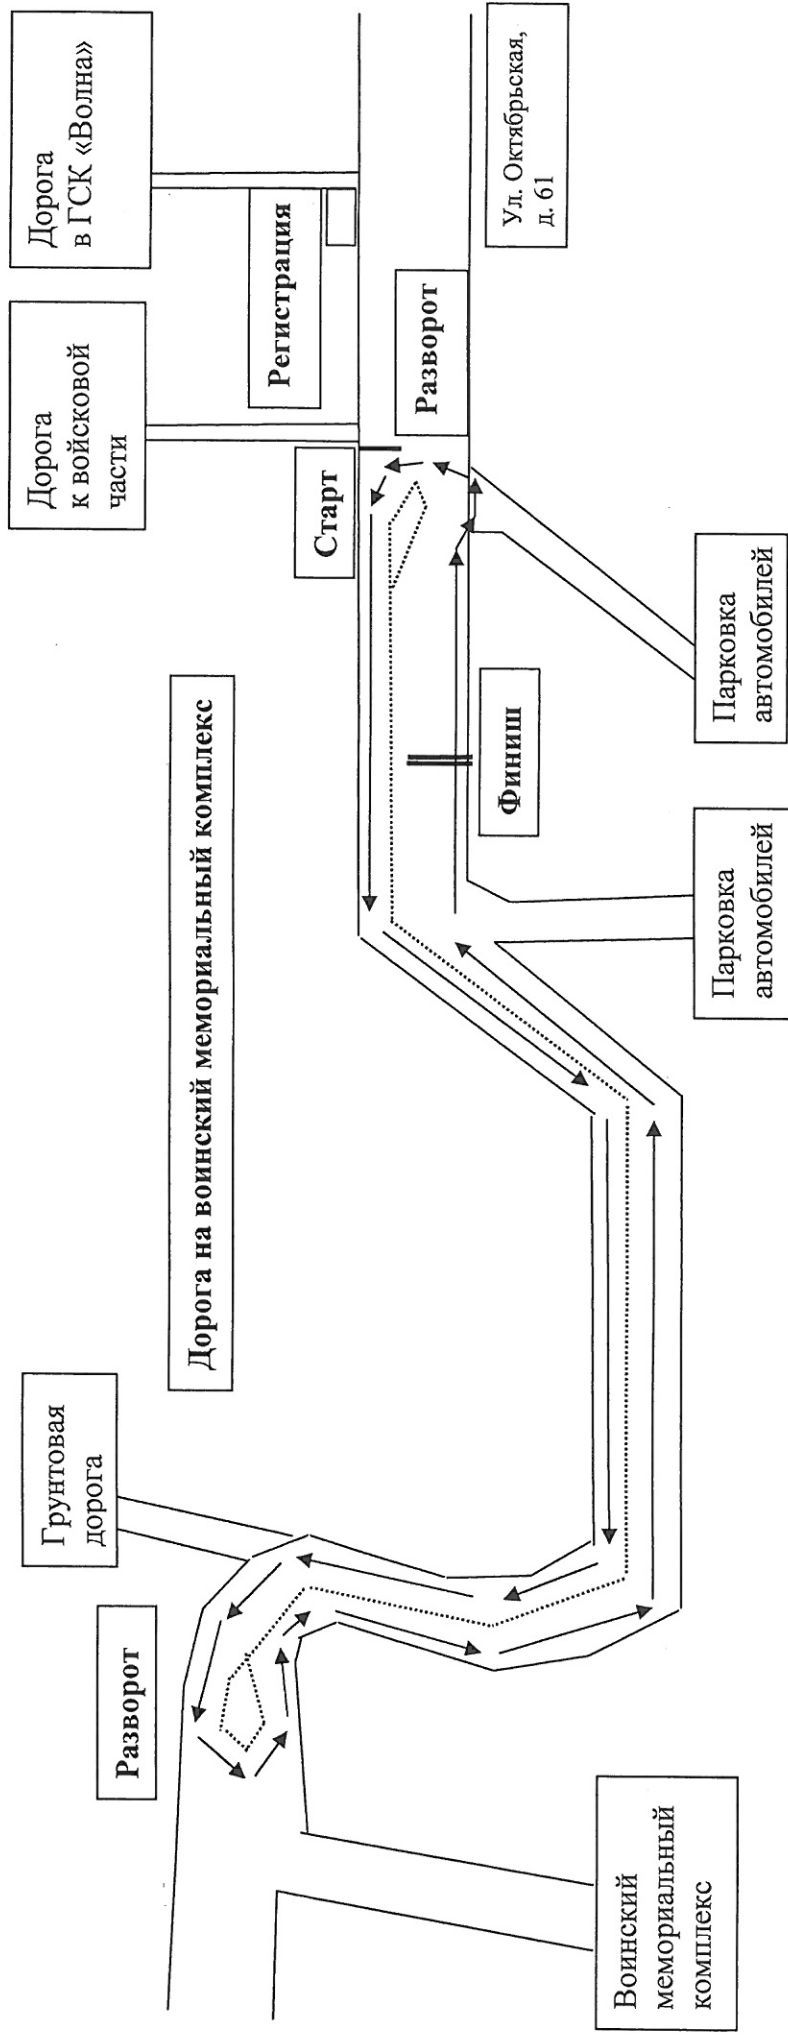 Грунтовая
дорога
Дорога
к войсковой
части
Дорога
в ГСК «Волна»
Разворот
Дорога на воинский мемориальный комплекс
Регистрация
Старт
Разворот
Ул. Октябрьская,
д. 61
Финиш
Воинский
мемориальный
комплекс
Парковка
автомобилей
Парковка
автомобилей